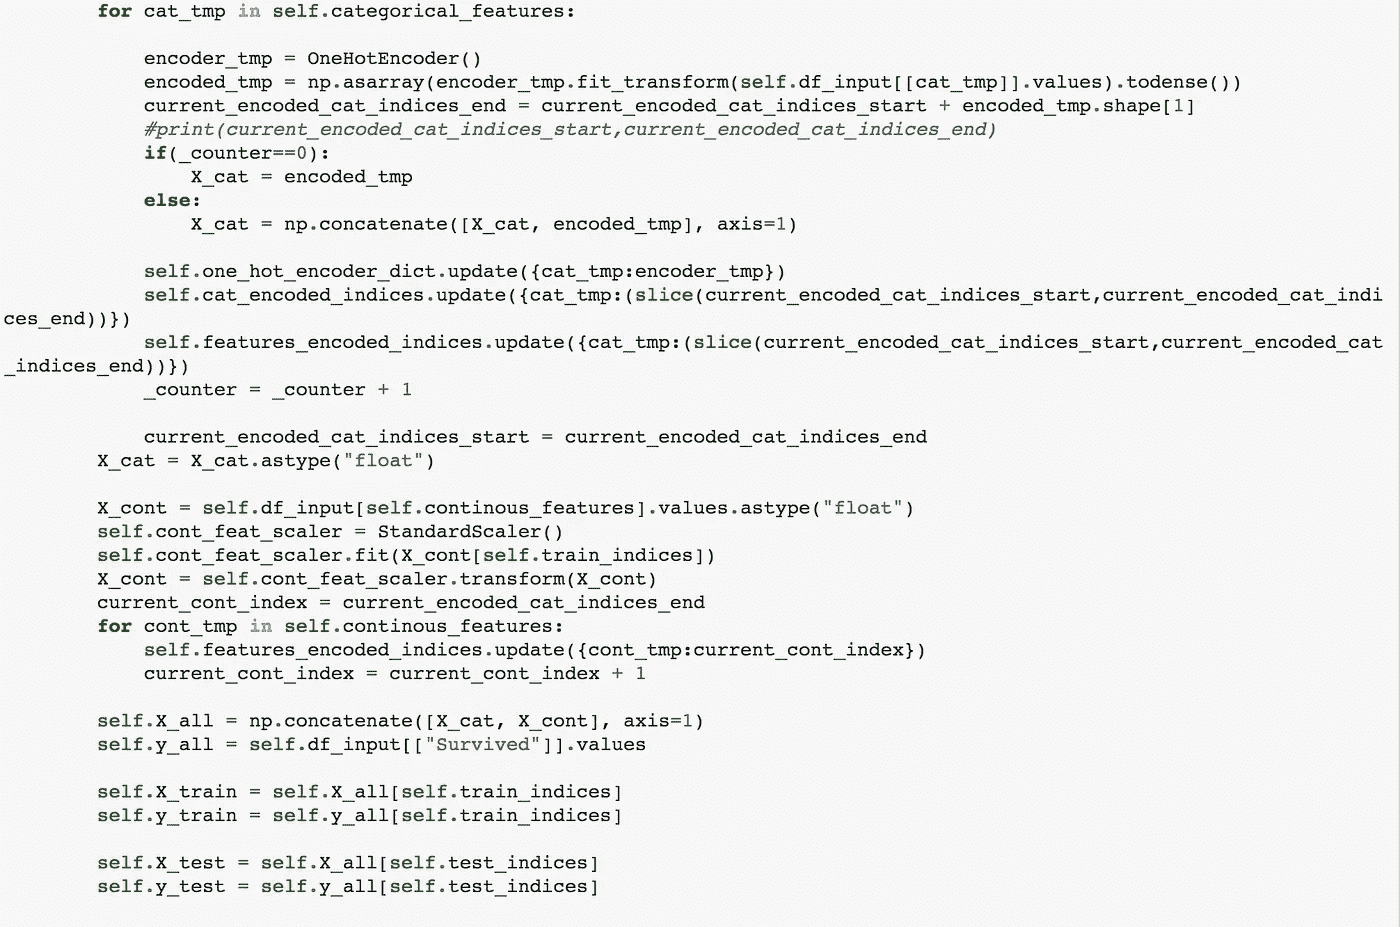 for cat_tmp in self.categorical_features:
encoder_tmp = OneHotEncoder()
encoded_tmp = np.asarray(encoder_tmp.fit_transform(self.df_input[[cat_tmp]].values).todense())
current_encoded_cat_indices_end = current_encoded_cat_indices_start + encoded_tmp.shape[1]
#print(current_encoded_cat_indices_start,current_encoded_cat_indices_end)
if(_counter==0):
X_cat = encoded_tmp
else:
X_cat = np.concatenate([X_cat, encoded_tmp], axis=1)
self.one_hot_encoder_dict.update({cat_tmp:encoder_tmp})
self.cat_encoded_indices.update({cat_tmp:(slice(current_encoded_cat_indices_start,current_encoded_cat_indi
ces_end))})
self.features_encoded_indices.update({cat_tmp:(slice(current_encoded_cat_indices_start,current_encoded_cat
_indices_end))})
_counter = _counter + 1
current_encoded_cat_indices_start = current_encoded_cat_indices_end
X_cat = X_cat.astype("float")
X_cont = self.df_input[self.continous_features].values.astype("float")
self.cont_feat_scaler = StandardScaler()
self.cont_feat_scaler.fit(X_cont[self.train_indices])
X_cont = self.cont_feat_scaler.transform(X_cont)
current_cont_index = current_encoded_cat_indices_end
for cont_tmp in self.continous_features:
self.features_encoded_indices.update({cont_tmp:current_cont_index})
current_cont_index = current_cont_index + 1
self.X_all = np.concatenate([X_cat, X_cont], axis=1)
self.y_all = self.df_input[["Survived"]].values
self.X_train = self.X_all[self.train_indices]
self.y_train = self.y_all[self.train_indices]
self.X_test = self.X_all[self.test_indices]
self.y_test = self.y_all[self.test_indices]